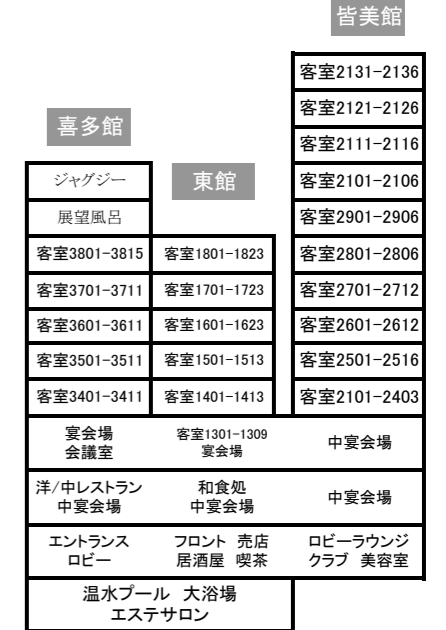 皆美館
客室2131-2136
客室2121-2126
喜多館
客室2111-2116
ジャグジー
東館
客室2101-2106
展望風呂
客室2901-2906
客室3801-3815
客室1801-1823
客室2801-2806
客室3701-3711
客室1701-1723
客室2701-2712
客室3601-3611
客室1601-1623
客室2601-2612
客室3501-3511
客室1501-1513
客室2501-2516
客室3401-3411
客室1401-1413
客室2101-2403
宴会場
会議室
客室1301-1309
宴会場
中宴会場
洋/中レストラン
中宴会場
和食処
中宴会場
中宴会場
エントランス
ロビー
フロント 売店
居酒屋 喫茶
ロビーラウンジ
クラブ 美容室
温水プール 大浴場
エステサロン